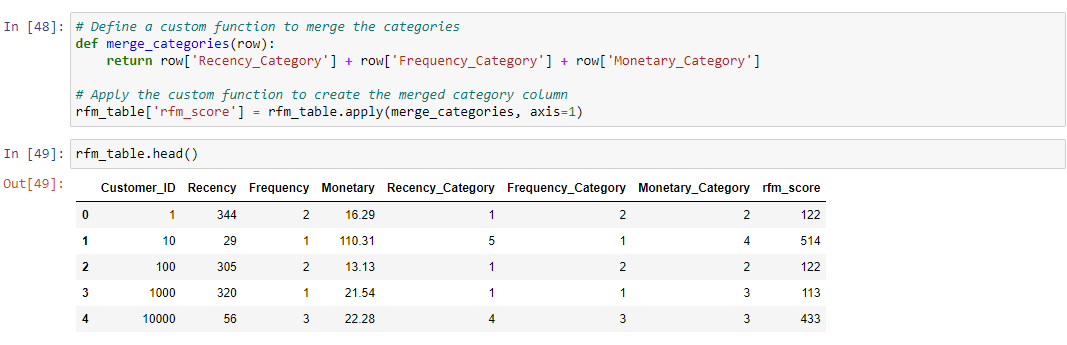 In [48]: # Define a custom function to merge the categories
def merge_categories(row):
    return row['Recency_Category'] + row['Frequency_Category'] + row['Monetary_Category']
# Apply the custom function to create the merged category column
rfm_table['rfm_score'] = rfm_table.apply(merge_categories, axis=1)
In [49]: rfm_table.head()
Out[49]:
Customer_ID Recency Frequency Monetary Recency_Category Frequency_Category Monetary_Category rfm_score
0 1 344 2 16.29 1 2 2 122
1 10 29 1 110.31 5 1 4 514
2 100 305 2 13.13 1 2 2 122
3 1000 320 1 21.54 1 1 3 113
4 10000 56 3 22.28 4 3 3 433